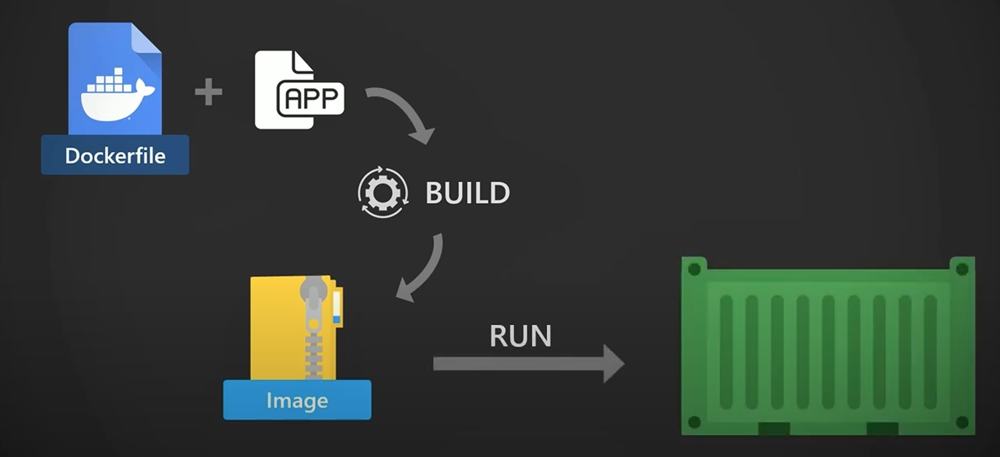 APP
Dockerfile
BUILD
RUN
Image